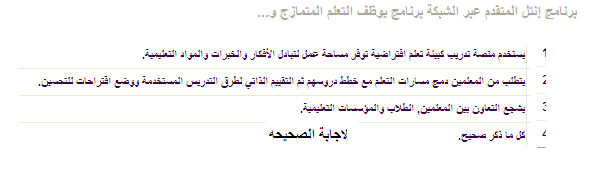 برنامج إنتل المتقدم عبر الشبكة برنامج يوظف التعلم المتمازج و....
1 يستخدم منصة تدريب كبيئة تعلم افتراضية توفر مساحة عمل لتبادل الأفكار والخبرات والمواد التعليمية.
2 يتطلب من المعلمين دمج مسارات التعلم مع خطط دروسهم ثم التقييم الذاتي لطرق التدريس المستخدمة ووضع اقتراحات للتحسين.
3 يشجع التعاون بين المعلمين, الطلاب والمؤسسات التعليمية.
4 كل ما ذكر صحيح. لاجابة الصحيحه